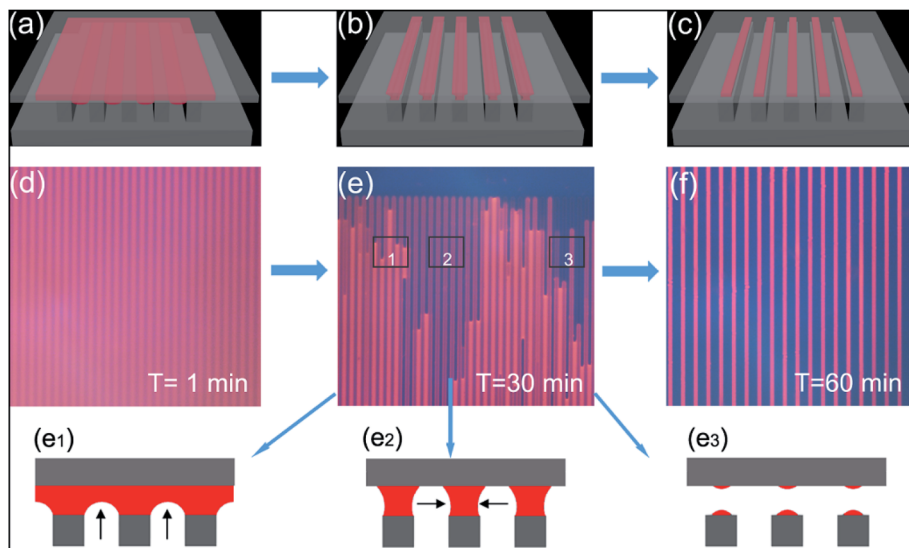 (a)
(b)
(c)
(d)
T= 1 min
(e)
1
2
3
T=30 min
(f)
T=60 min
(e1)
(e2)
(e3)